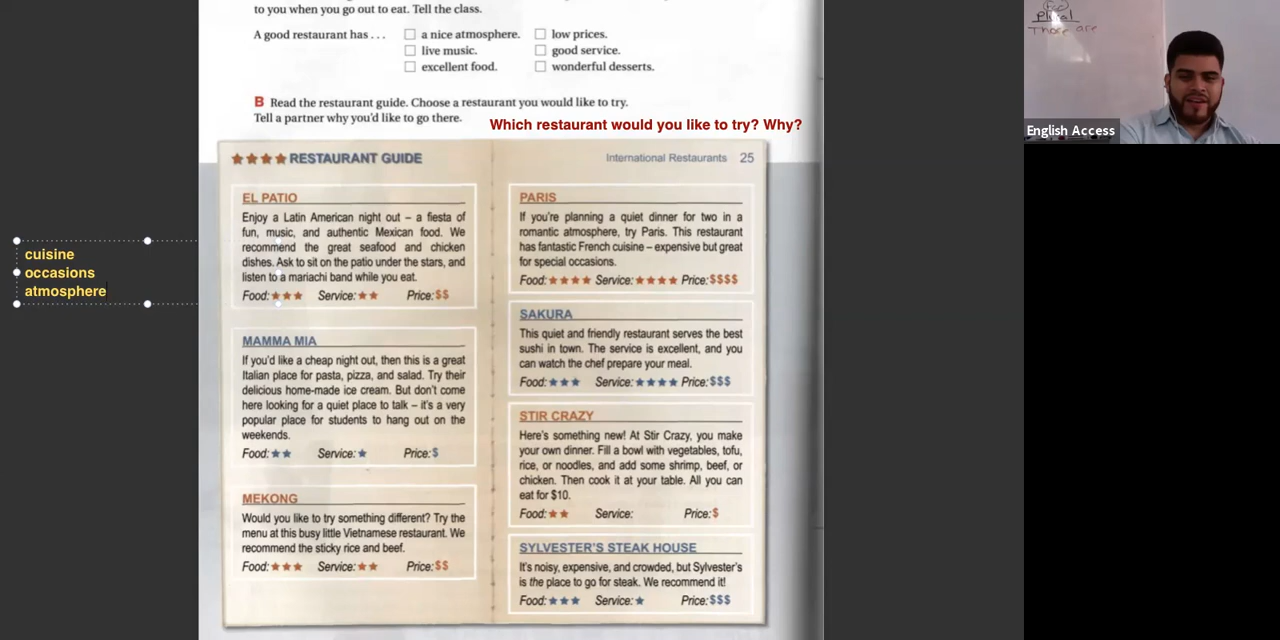 to you when you go out to eat. Tell the class.
A good restaurant has . . .
a nice atmosphere.
low prices.
live music.
good service.
excellent food.
wonderful desserts.
B Read the restaurant guide. Choose a restaurant you would like to try.
Tell a partner why you'd like to go there.
Which restaurant would you like to try? Why?
RESTAURANT GUIDE
EL PATIO
Enjoy a Latin American night out – a fiesta of
fun, music, and authentic Mexican food. We
recommend the great seafood and chicken
dishes. Ask to sit on the patio under the stars, and
listen to a mariachi band while you eat.
Food: ★★★ Service: ★★ Price: $$
MAMMA MIA
If you'd like a cheap night out, then this is a great
Italian place for pasta, pizza, and salad. Try their
delicious home-made ice cream. But don't come
here looking for a quiet place to talk – it's a very
popular place for students to hang out on the
weekends.
Food: ★★ Service: ★ Price: $
MEKONG
Would you like to try something different? Try the
menu at this busy little Vietnamese restaurant. We
recommend the sticky rice and beef.
Food: ★★★ Service: ★★ Price: $$
International Restaurants 25
PARIS
If you're planning a quiet dinner for two in a
romantic atmosphere, try Paris. This restaurant
has fantastic French cuisine – expensive but great
for special occasions.
Food: ★★★★ Service: ★★★★ Price: $$$$
SAKURA
This quiet and friendly restaurant serves the best
sushi in town. The service is excellent, and you
can watch the chef prepare your meal.
Food: ★★★ Service: ★★★★ Price: $$$
STIR CRAZY
Here's something new! At Stir Crazy, you make
your own dinner. Fill a bowl with vegetables, tofu,
rice, or noodles, and add some shrimp, beef, or
chicken. Then cook it at your table. All you can
eat for $10.
Food: ★★ Service: Price: $
SYLVESTER'S STEAK HOUSE
It's noisy, expensive, and crowded, but Sylvester's
is the place to go for steak. We recommend it!
Food: ★★★ Service: ★ Price: $$$
cuisine
occasions
atmosphere
Plural
Those are
English Access